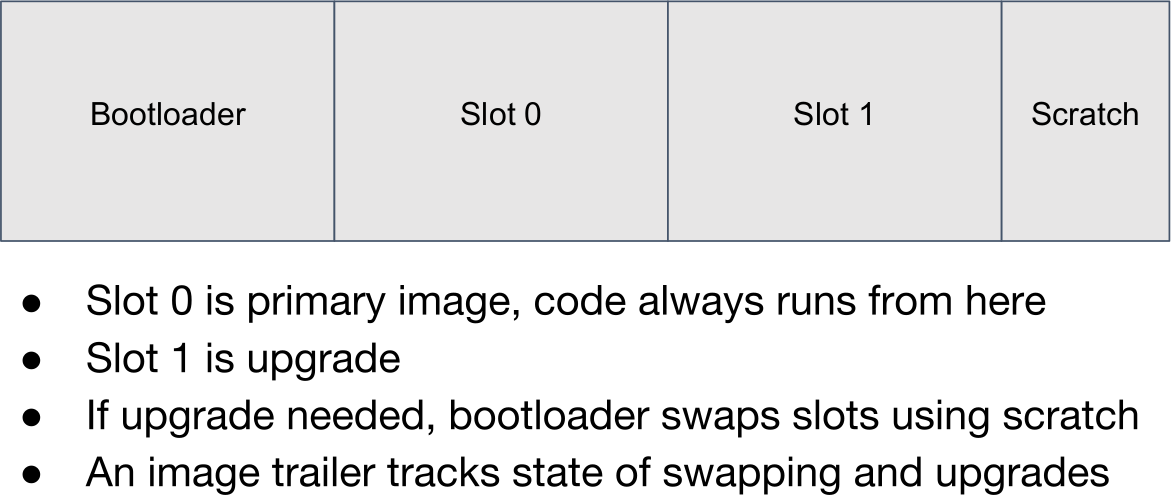 Bootloader Slot 0 Slot 1 Scratch
● Slot 0 is primary image, code always runs from here
● Slot 1 is upgrade
● If upgrade needed, bootloader swaps slots using scratch
● An image trailer tracks state of swapping and upgrades